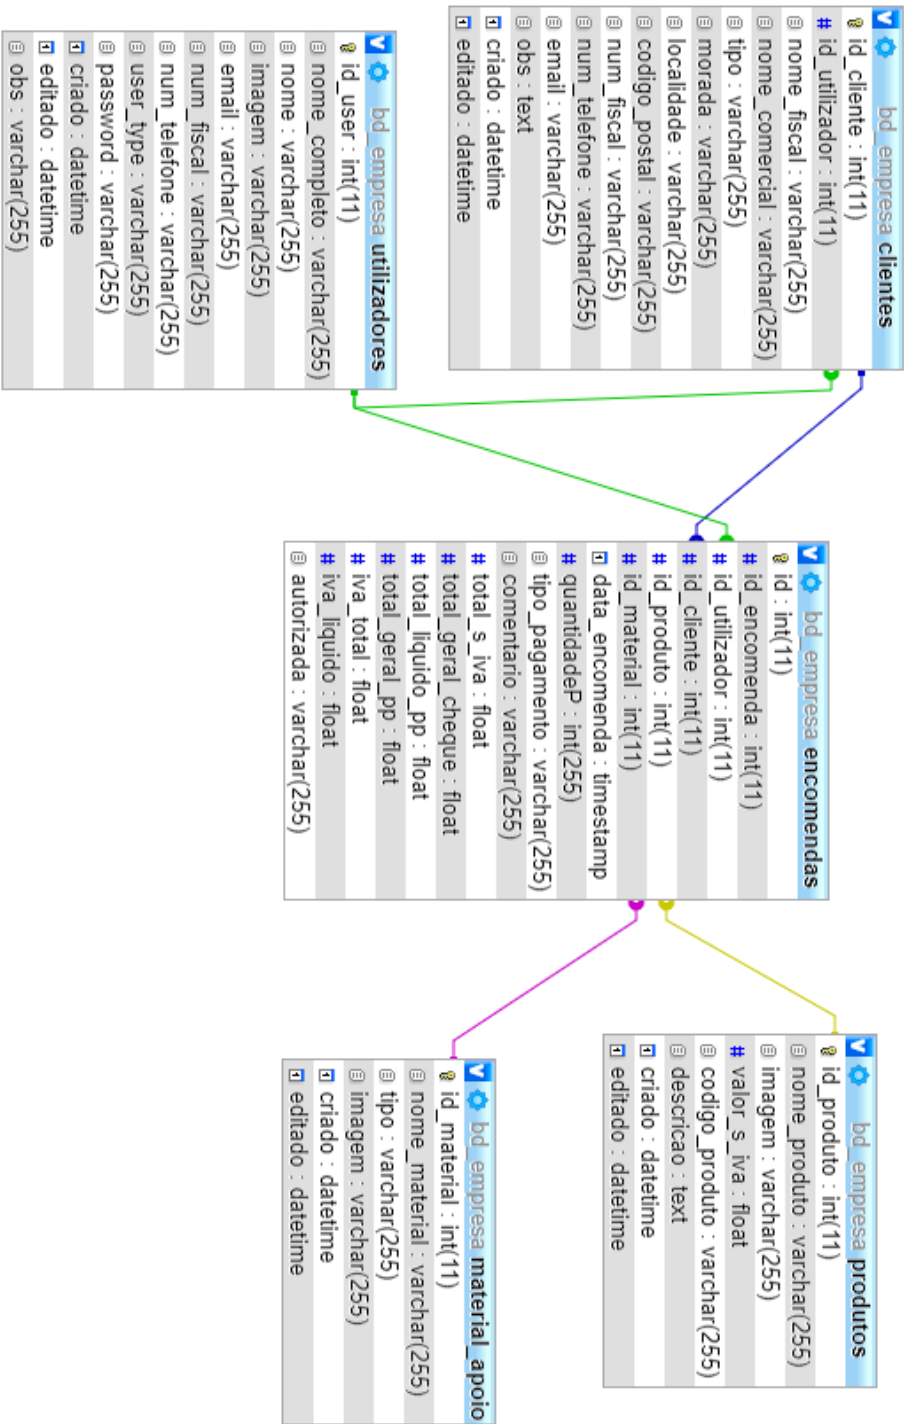 bd_empresa clientes
id_cliente : int(11)
# id_utilizador : int(11)
nome_fiscal : varchar(255)
nome_comercial : varchar(255)
tipo : varchar(255)
morada : varchar(255)
localidade : varchar(255)
codigo_postal : varchar(255)
num_fiscal : varchar(255)
num_telefone : varchar(255)
email : varchar(255)
obs : text
criado : datetime
editado : datetime
bd_empresa utilizadores
id_user : int(11)
nome_completo : varchar(255)
nome : varchar(255)
imagem : varchar(255)
email : varchar(255)
num_fiscal : varchar(255)
num_telefone : varchar(255)
user_type : varchar(255)
password : varchar(255)
criado : datetime
editado : datetime
obs : varchar(255)
bd_empresa encomendas
id : int(11)
# id_encomenda : int(11)
# id_utilizador : int(11)
# id_cliente : int(11)
# id_produto : int(11)
# id_material : int(11)
data_encomenda : timestamp
# quantidadeP : int(255)
tipo_pagamento : varchar(255)
comentario : varchar(255)
# total_s_iva : float
# total_geral_cheque : float
# total_liquido_pp : float
# total_geral_pp : float
# iva_total : float
# iva_liquido : float
autorizada : varchar(255)
bd_empresa produtos
id_produto : int(11)
nome_produto : varchar(255)
imagem : varchar(255)
# valor_s_iva : float
codigo_produto : varchar(255)
descricao : text
criado : datetime
editado : datetime
bd_empresa material_apoio
id_material : int(11)
nome_material : varchar(255)
tipo : varchar(255)
imagem : varchar(255)
criado : datetime
editado : datetime